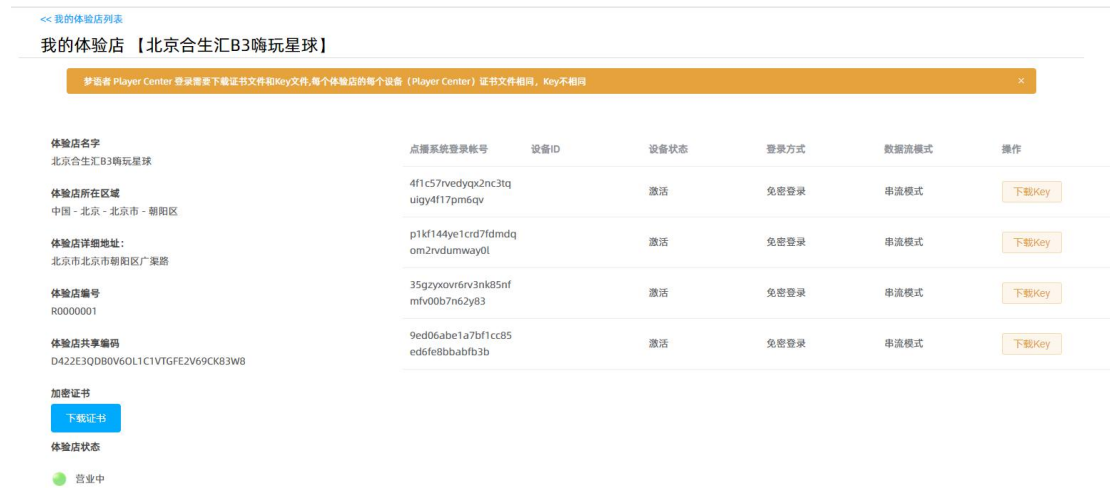 << 我的体验店列表
我的体验店 【北京合生汇B3嗨玩星球】
梦语者 Player Center 登录需要下载证书文件和Key文件,每个体验店的每个设备（Player Center）证书文件相同，Key不相同
×
体验店名字
北京合生汇B3嗨玩星球
体验店所在区域
中国 - 北京 - 北京市 - 朝阳区
体验店详细地址：
北京市北京市朝阳区广渠路
体验店编号
R0000001
体验店共享编码
D422E3QDB0V6OL1C1VTGFE2V69CK83W8
加密证书
下载证书
体验店状态
营业中
点播系统登录帐号 设备ID 设备状态 登录方式 数据流模式 操作
4f1c57rvedyqx2nc3tq
uigy4f17pm6qv
激活 免密登录 串流模式 下载Key
p1kf144ye1crd7fdmdq
om2rvdumway0l
激活 免密登录 串流模式 下载Key
35gzyxovr6rv3nk85nf
mfv00b7n62y83
激活 免密登录 串流模式 下载Key
9ed06abe1a7bf1cc85
ed6fe8bbabfb3b
激活 免密登录 串流模式 下载Key